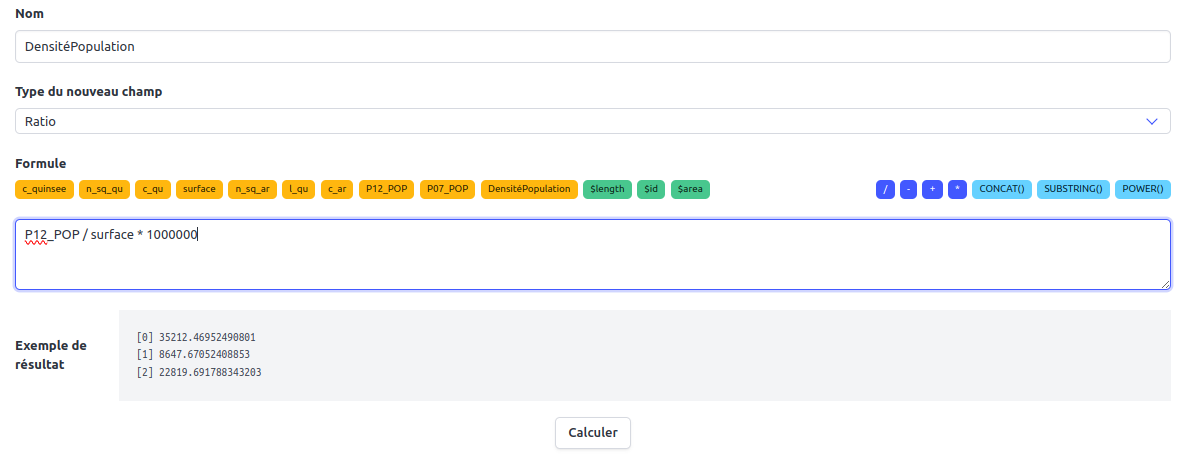 Nom
DensitéPopulation
Type du nouveau champ
Ratio
Formule
c_quinsee n_sq_qu c_qu surface n_sq_ar l_qu c_ar P12_POP P07_POP DensitéPopulation $length $id $area / - + * CONCAT() SUBSTRING() POWER()
P12_POP / surface * 1000000
Exemple de résultat
[0] 35212.46952490801
[1] 8647.67052408853
[2] 22819.691788343203
Calculer